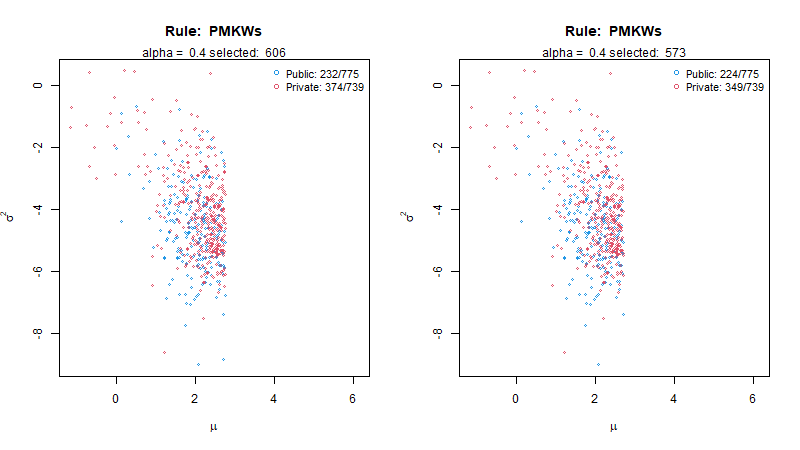 Rule:  PMKWs
alpha =  0.4 selected:  606
Public: 232/775
Private: 374/739
0
-2
-4
-6
-8
σ²
0
2
4
6
μ
Rule:  PMKWs
alpha =  0.4 selected:  573
Public: 224/775
Private: 349/739
0
-2
-4
-6
-8
σ²
0
2
4
6
μ